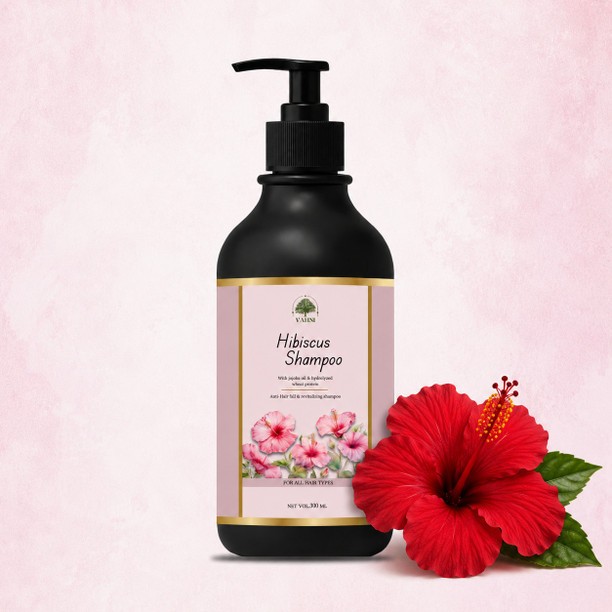 VAHSI
Hibiscus
Shampoo
With jojoba oil & hydrolyzed
wheat protein
Anti-Hair fall & revitalizing shampoo
FOR ALL HAIR TYPES
NET VOL.300 ML